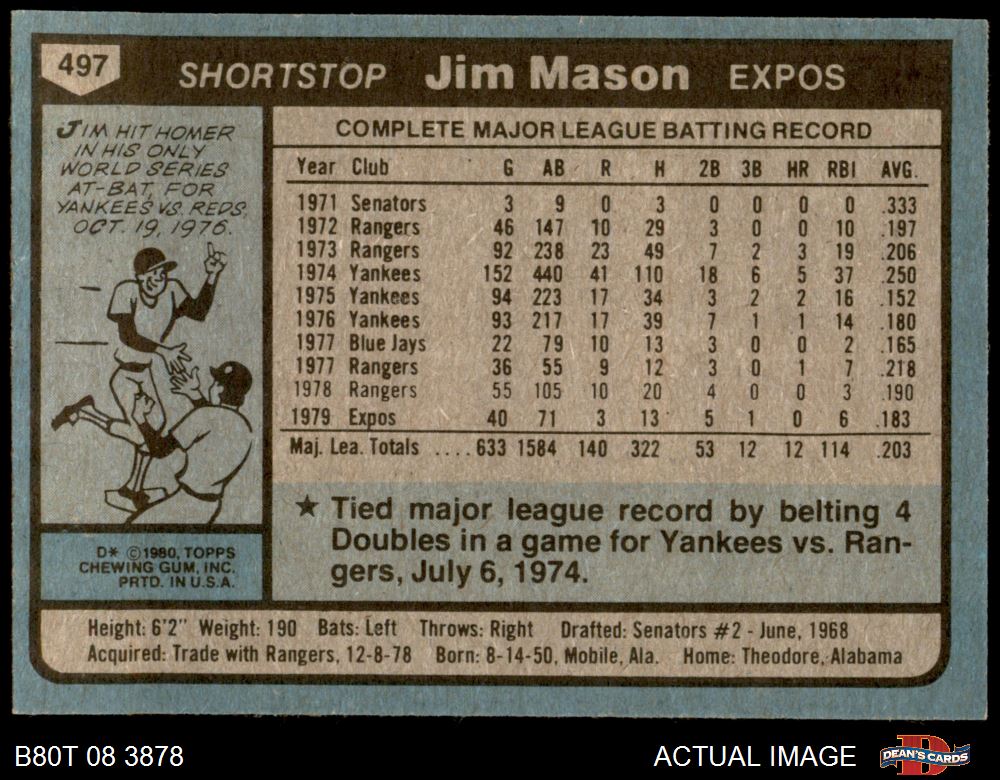 497 SHORTSTOP Jim Mason EXPOS
JIM HIT HOMER
IN HIS ONLY
WORLD SERIES
AT-BAT, FOR
YANKEES VS. REDS,
OCT. 19, 1976.
COMPLETE MAJOR LEAGUE BATTING RECORD
Year Club G AB R H 2B 3B HR RBI AVG.
1971 Senators 3 9 0 3 0 0 0 0 .333
1972 Rangers 46 147 10 29 3 0 0 10 .197
1973 Rangers 92 238 23 49 7 2 3 19 .206
1974 Yankees 152 440 41 110 18 6 5 37 .250
1975 Yankees 94 223 17 34 3 2 2 16 .152
1976 Yankees 93 217 17 39 7 1 1 14 .180
1977 Blue Jays 22 79 10 13 3 0 0 2 .165
1977 Rangers 36 55 9 12 3 0 1 7 .218
1978 Rangers 55 105 10 20 4 0 0 3 .190
1979 Expos 40 71 3 13 5 1 0 6 .183
Maj. Lea. Totals .... 633 1584 140 322 53 12 12 114 .203
★ Tied major league record by belting 4
Doubles in a game for Yankees vs. Ran-
gers, July 6, 1974.
D* ©1980, TOPPS
CHEWING GUM, INC.
PRTD. IN U.S.A.
Height: 6'2" Weight: 190 Bats: Left Throws: Right Drafted: Senators #2 - June, 1968
Acquired: Trade with Rangers, 12-8-78 Born: 8-14-50, Mobile, Ala. Home: Theodore, Alabama
B80T 08 3878 ACTUAL IMAGE DEAN'S CARDS